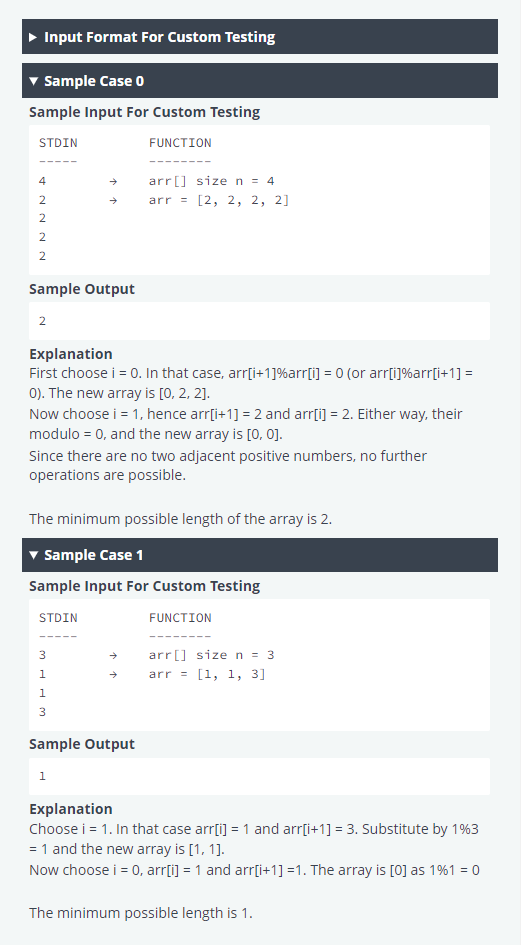 ▶ Input Format For Custom Testing
▼ Sample Case 0
Sample Input For Custom Testing
STDIN FUNCTION
----- --------
4 → arr[] size n = 4
2 → arr = [2, 2, 2, 2]
2
2
2
Sample Output
2
Explanation
First choose i = 0. In that case, arr[i+1]%arr[i] = 0 (or arr[i]%arr[i+1] =
0). The new array is [0, 2, 2].
Now choose i = 1, hence arr[i+1] = 2 and arr[i] = 2. Either way, their
modulo = 0, and the new array is [0, 0].
Since there are no two adjacent positive numbers, no further
operations are possible.
The minimum possible length of the array is 2.
▼ Sample Case 1
Sample Input For Custom Testing
STDIN FUNCTION
----- --------
3 → arr[] size n = 3
1 → arr = [1, 1, 3]
1
3
Sample Output
1
Explanation
Choose i = 1. In that case arr[i] = 1 and arr[i+1] = 3. Substitute by 1%3
= 1 and the new array is [1, 1].
Now choose i = 0, arr[i] = 1 and arr[i+1] =1. The array is [0] as 1%1 = 0
The minimum possible length is 1.